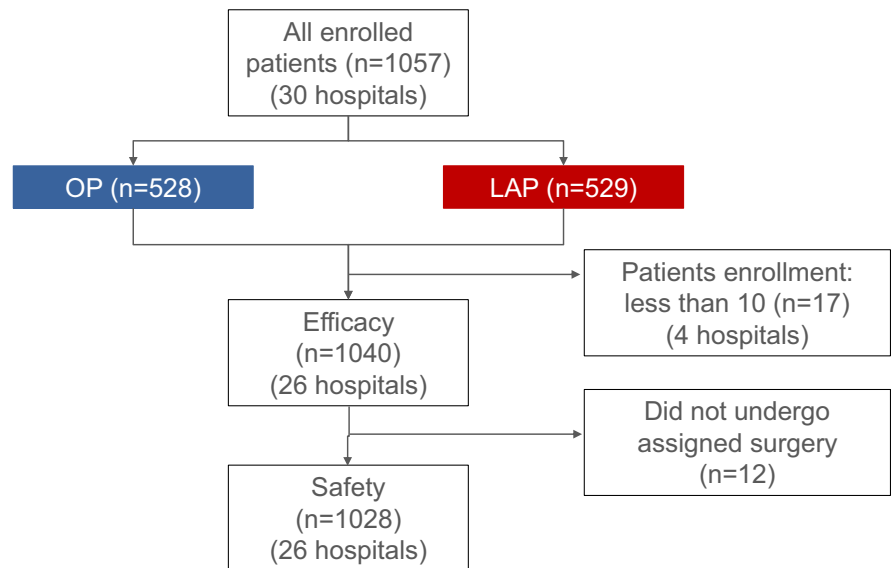 All enrolled
patients (n=1057)
(30 hospitals)
OP (n=528)
LAP (n=529)
Patients enrollment:
less than 10 (n=17)
(4 hospitals)
Efficacy
(n=1040)
(26 hospitals)
Did not undergo
assigned surgery
(n=12)
Safety
(n=1028)
(26 hospitals)